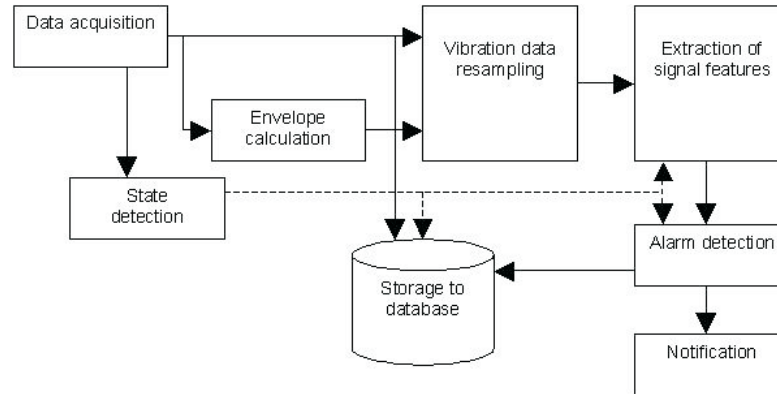 Data acquisition
Vibration data
resampling
Extraction of
signal features
Envelope
calculation
State
detection
Alarm detection
Storage to
database
Notification